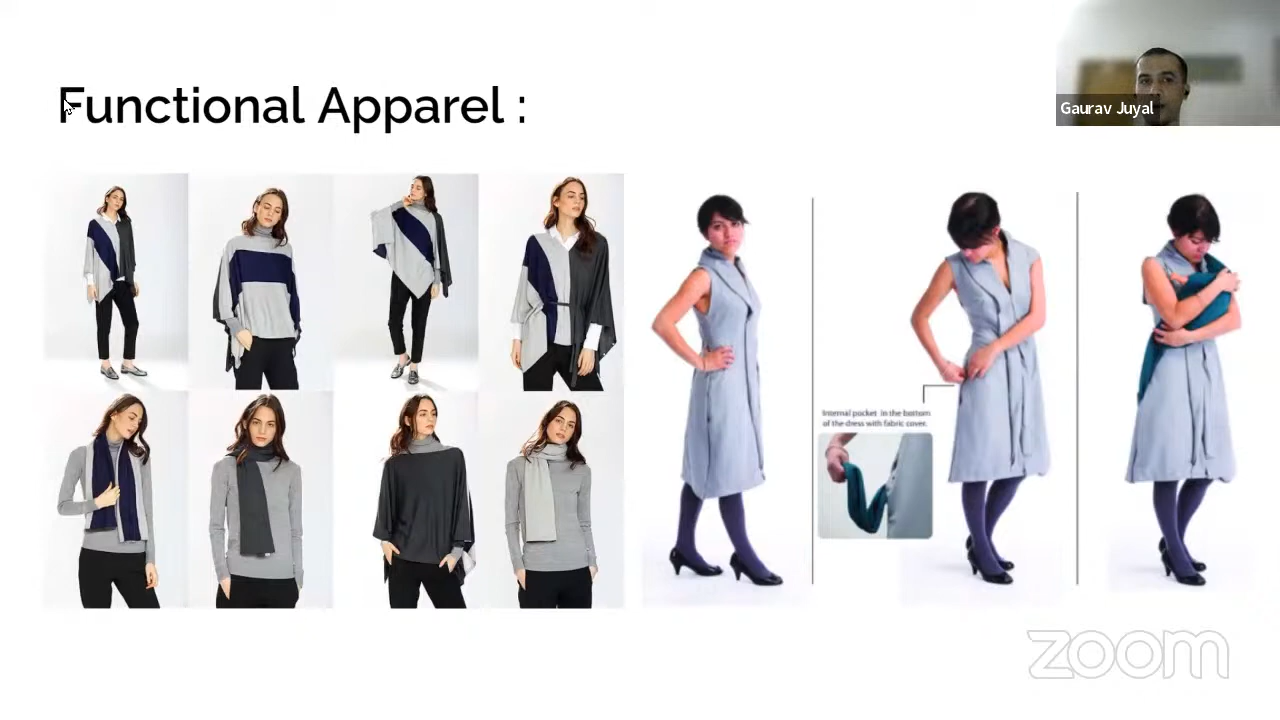 Functional Apparel :
Gaurav Juyal
Internal pocket in the bottom
of the dress with fabric cover.
zoom